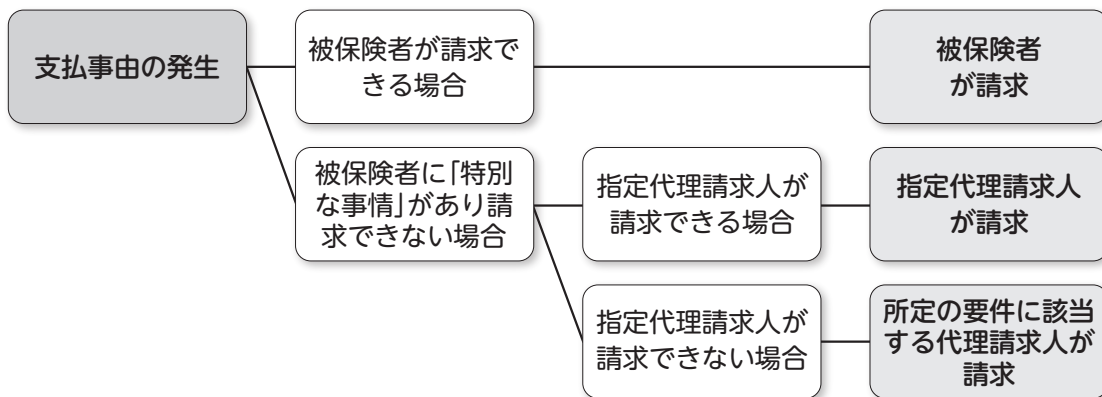 支払事由の発生
被保険者が請求で
きる場合
被保険者
が請求
被保険者に「特別
な事情」があり請
求できない場合
指定代理請求人が
請求できる場合
指定代理請求人
が請求
指定代理請求人が
請求できない場合
所定の要件に該当
する代理請求人が
請求